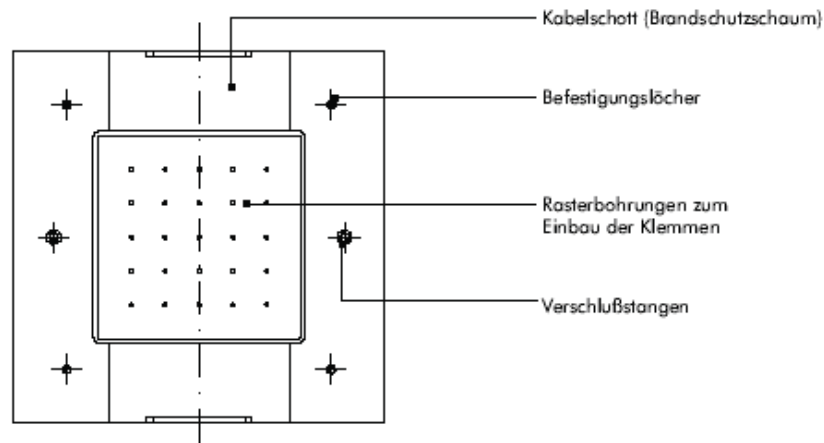 Kabelschott (Brandschutzschaum)
Befestigungslöcher
Rasterbohrungen zum
Einbau der Klemmen
Verschlußstangen